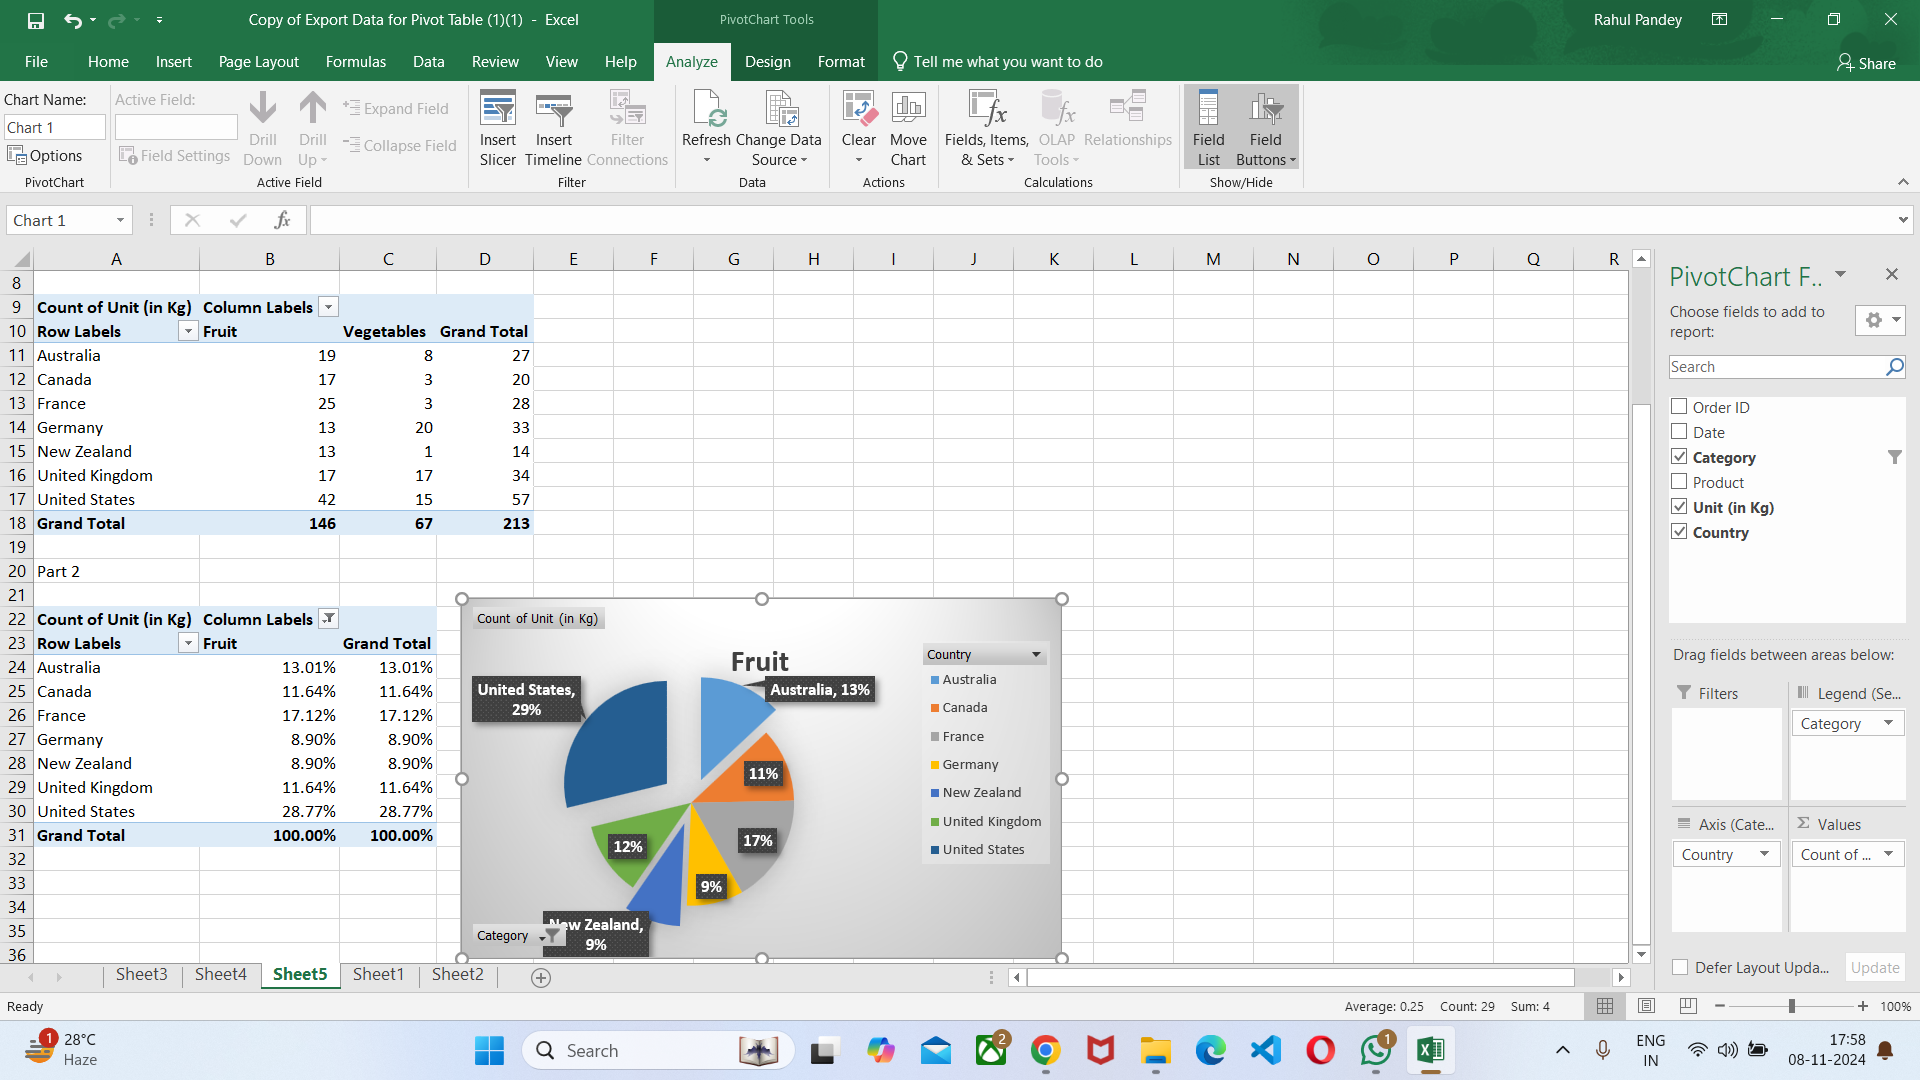 Copy of Export Data for Pivot Table (1)(1) - Excel
PivotChart Tools
Rahul Pandey
File Home Insert Page Layout Formulas Data Review View Help Analyze Design Format Tell me what you want to do Share
Chart Name:
Chart 1
Options
PivotChart
Active Field:
Field Settings
Drill Down
Drill Up
Expand Field
Collapse Field
Active Field
Insert Slicer
Insert Timeline
Filter Connections
Filter
Refresh
Change Data Source
Data
Clear
Move Chart
Actions
Fields, Items, & Sets
OLAP Tools
Relationships
Calculations
Field List
Field Buttons
Show/Hide
Chart 1
fx
A B C D E F G H I J K L M N O P Q R
8
9 Count of Unit (in Kg) Column Labels
10 Row Labels Fruit Vegetables Grand Total
11 Australia 19 8 27
12 Canada 17 3 20
13 France 25 3 28
14 Germany 13 20 33
15 New Zealand 13 1 14
16 United Kingdom 17 17 34
17 United States 42 15 57
18 Grand Total 146 67 213
19
20 Part 2
21
22 Count of Unit (in Kg) Column Labels
23 Row Labels Fruit Grand Total
24 Australia 13.01% 13.01%
25 Canada 11.64% 11.64%
26 France 17.12% 17.12%
27 Germany 8.90% 8.90%
28 New Zealand 8.90% 8.90%
29 United Kingdom 11.64% 11.64%
30 United States 28.77% 28.77%
31 Grand Total 100.00% 100.00%
32
33
34
35
36
Count of Unit (in Kg)
Fruit
United States,
29%
Australia, 13%
11%
17%
12%
9%
New Zealand,
9%
Category
Country
Australia
Canada
France
Germany
New Zealand
United Kingdom
United States
PivotChart F..
Choose fields to add to
report:
Search
Order ID
Date
Category
Product
Unit (in Kg)
Country
Drag fields between areas below:
Filters
Legend (Se...
Category
Axis (Cate...
Country
Values
Count of ...
Defer Layout Upda...
Update
Sheet3 Sheet4 Sheet5 Sheet1 Sheet2
Ready
Average: 0.25 Count: 29 Sum: 4
100%
1
28°C
Haze
Search
2
1
ENG
IN
17:58
08-11-2024